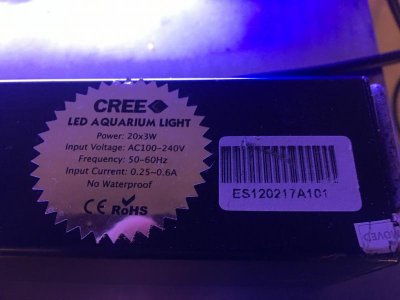 CREE
LED AQUARIUM LIGHT
Power: 20x3W
Input Voltage: AC100-240V
Frequency: 50-60Hz
Input Current: 0.25-0.6A
No Waterproof
CE RoHS
ES120217A101
MOVED